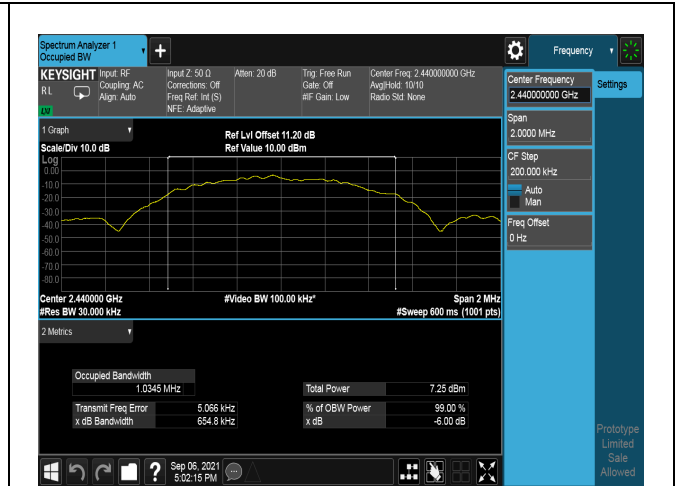 Spectrum Analyzer 1
Occupied BW
Frequency
KEYSIGHT
R L
LXI
Input: RF
Coupling: AC
Align: Auto
Input Z: 50 Ω
Corrections: Off
Freq Ref: Int (S)
NFE: Adaptive
Atten: 20 dB
Trig: Free Run
Gate: Off
#IF Gain: Low
Center Freq: 2.440000000 GHz
Avg|Hold: 10/10
Radio Std: None
Center Frequency
2.440000000 GHz
Settings
Span
2.0000 MHz
CF Step
200.000 kHz
Auto
Man
Freq Offset
0 Hz
1 Graph
Scale/Div 10.0 dB
Ref Lvl Offset 11.20 dB
Ref Value 10.00 dBm
Log
0.00
-10.0
-20.0
-30.0
-40.0
-50.0
-60.0
-70.0
-80.0
Center 2.440000 GHz
#Video BW 100.00 kHz*
Span 2 MHz
#Res BW 30.000 kHz
#Sweep 600 ms (1001 pts)
2 Metrics
Occupied Bandwidth
1.0345 MHz
Total Power 7.25 dBm
Transmit Freq Error 5.066 kHz
% of OBW Power 99.00 %
x dB Bandwidth 654.8 kHz
x dB -6.00 dB
Prototype
Limited
Sale
Allowed
?
Sep 06, 2021
5:02:15 PM